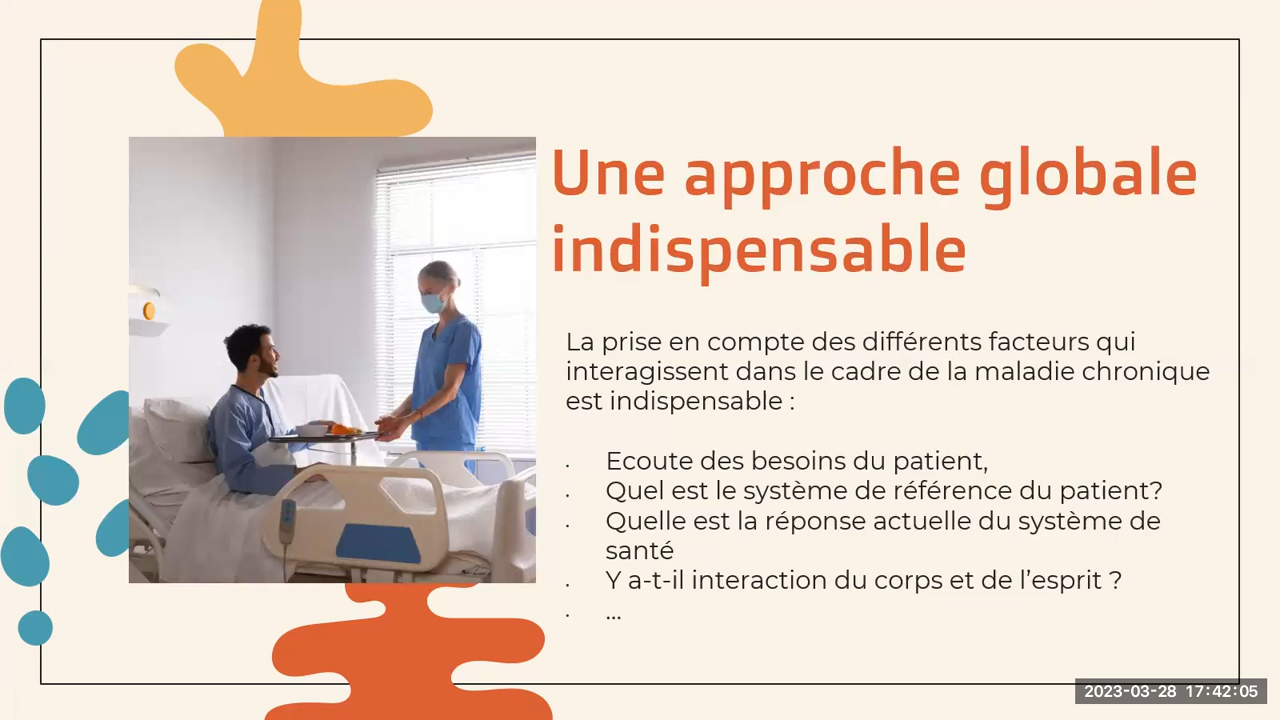 Une approche globale
indispensable
La prise en compte des différents facteurs qui
interagissent dans le cadre de la maladie chronique
est indispensable :
· Ecoute des besoins du patient,
· Quel est le système de référence du patient?
· Quelle est la réponse actuelle du système de
santé
· Y a-t-il interaction du corps et de l’esprit ?
· ...
2023-03-28 17:42:05